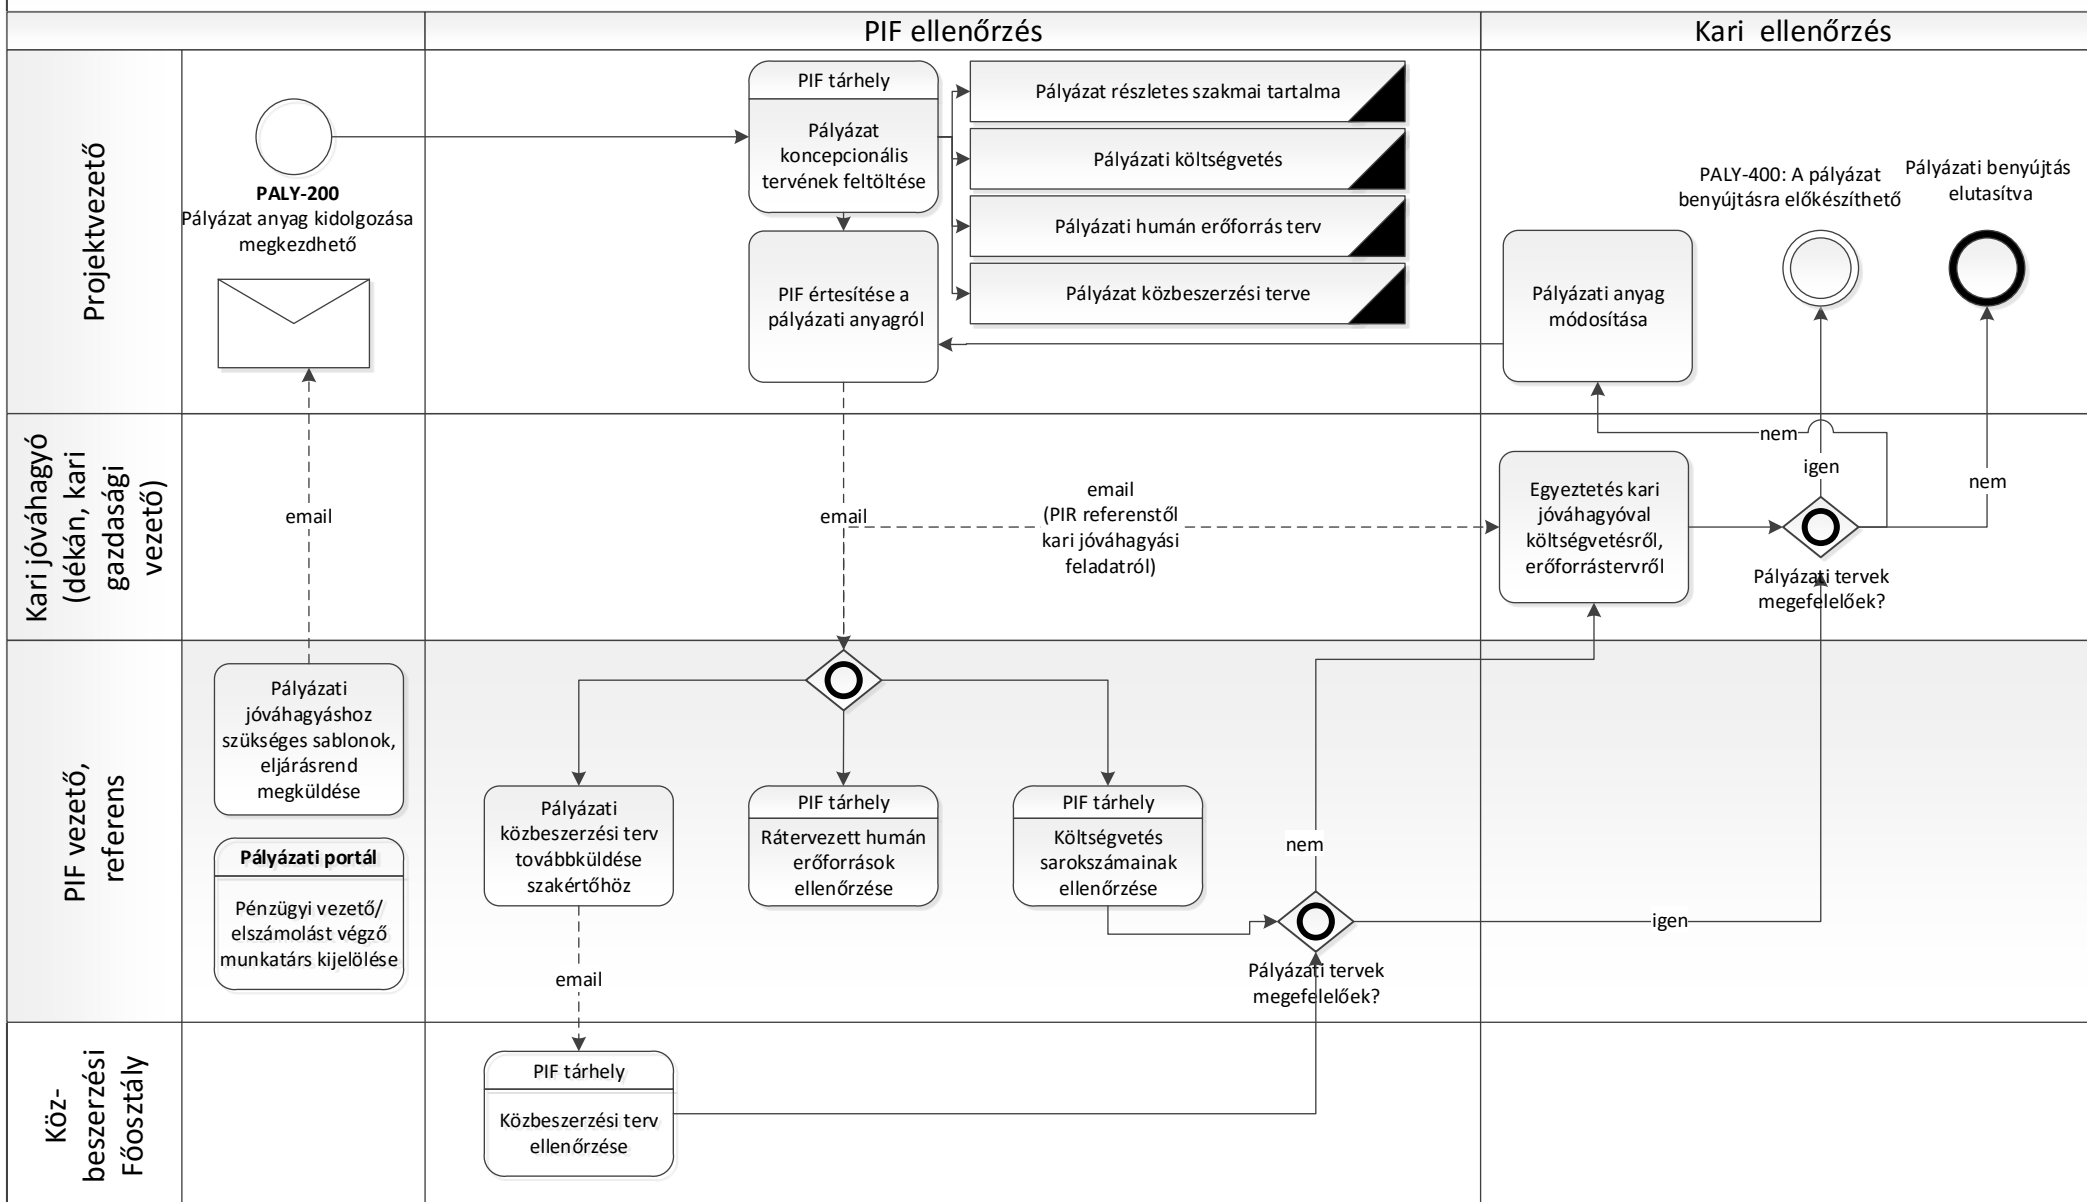 PIF ellenőrzés
Kari ellenőrzés
Projektvezető
PALY-200
Pályázat anyag kidolgozása
megkezdhető
PIF tárhely
Pályázat
koncepcionális
tervének feltöltése
Pályázat részletes szakmai tartalma
Pályázati költségvetés
Pályázati humán erőforrás terv
Pályázat közbeszerzési terve
PIF értesítése a
pályázati anyagról
Pályázati anyag
módosítása
PALY-400: A pályázat
benyújtásra előkészíthető
Pályázati benyújtás
elutasítva
Kari jóváhagyó
(dékán, kari
gazdasági
vezető)
email
email
email
(PIR referenstől
kari jóváhagyási
feladatról)
Egyeztetés kari
jóváhagyóval
költségvetésről,
erőforrástervről
nem
igen
nem
Pályázati tervek
megefelelőek?
PIF vezető,
referens
Pályázati
jóváhagyáshoz
szükséges sablonok,
eljárásrend
megküldése
Pályázati portál
Pénzügyi vezető/
elszámolást végző
munkatárs kijelölése
Pályázati
közbeszerzési terv
továbbküldése
szakértőhöz
PIF tárhely
Rátervezett humán
erőforrások
ellenőrzése
PIF tárhely
Költségvetés
sarokszámainak
ellenőrzése
nem
igen
Pályázati tervek
megefelelőek?
email
Köz-
beszerzési
Főosztály
PIF tárhely
Közbeszerzési terv
ellenőrzése